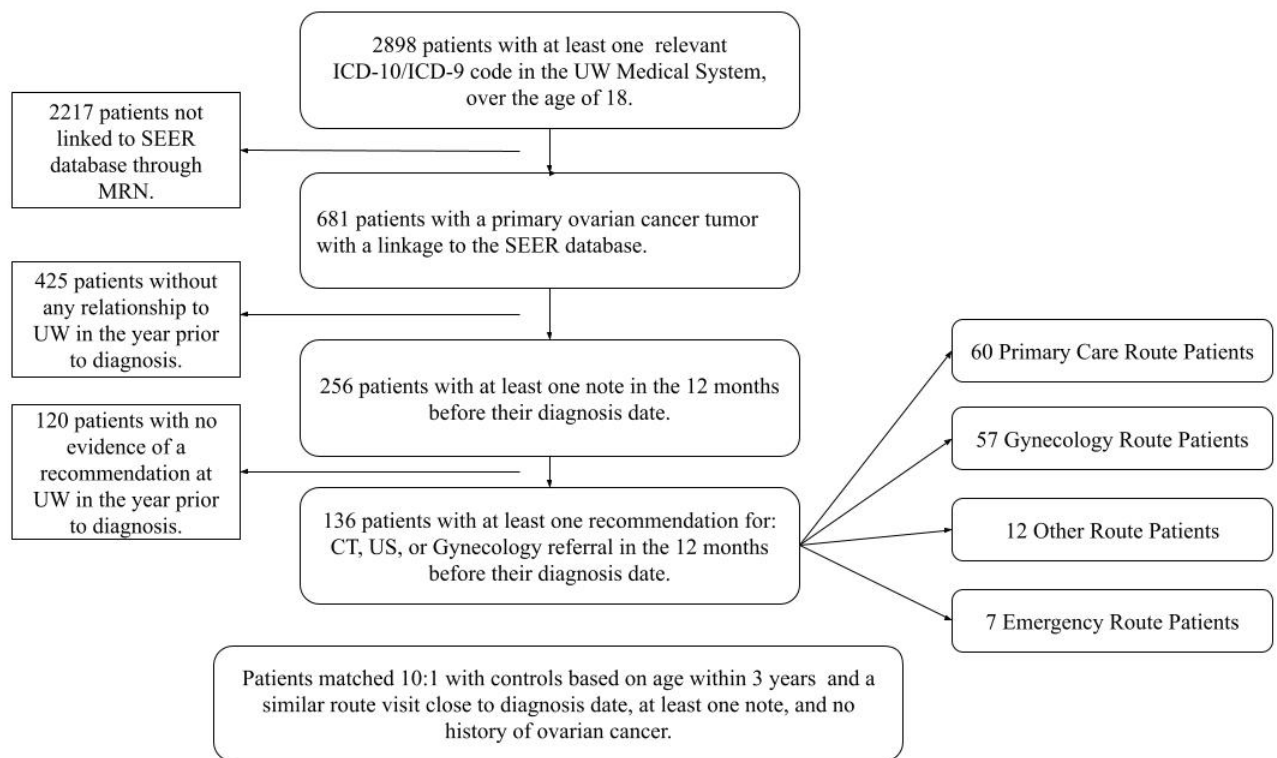 2898 patients with at least one relevant
ICD-10/ICD-9 code in the UW Medical System,
over the age of 18.
2217 patients not
linked to SEER
database through
MRN.
681 patients with a primary ovarian cancer tumor
with a linkage to the SEER database.
425 patients without
any relationship to
UW in the year prior
to diagnosis.
256 patients with at least one note in the 12 months
before their diagnosis date.
120 patients with no
evidence of a
recommendation at
UW in the year prior
to diagnosis.
136 patients with at least one recommendation for:
CT, US, or Gynecology referral in the 12 months
before their diagnosis date.
60 Primary Care Route Patients
57 Gynecology Route Patients
12 Other Route Patients
7 Emergency Route Patients
Patients matched 10:1 with controls based on age within 3 years and a
similar route visit close to diagnosis date, at least one note, and no
history of ovarian cancer.